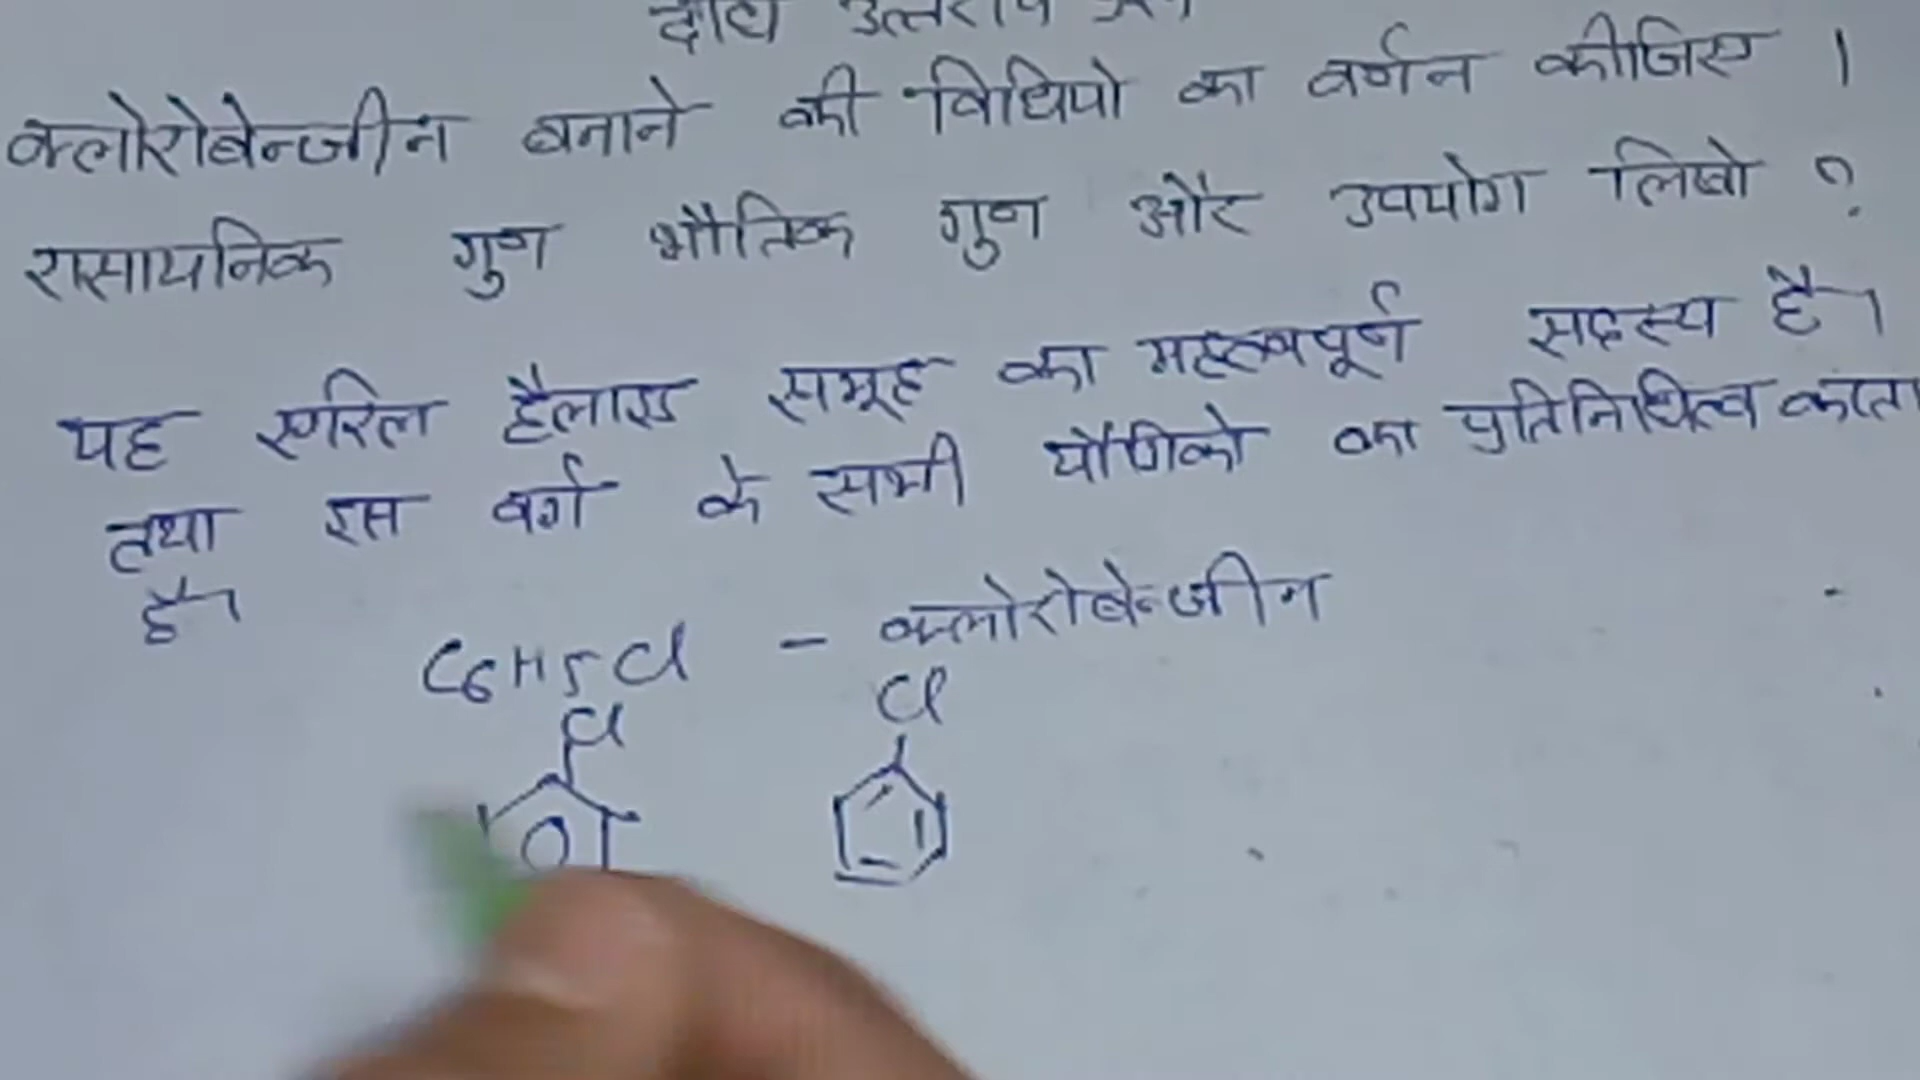 क्लोरोबेन्जीन बनाने की विधियो का वर्णन कीजिए ।
रासायनिक गुण भौतिक गुण और उपयोग लिखो ?
यह एरिल हैलाइड समूह का महत्वपूर्ण सदस्य है।
तथा इस वर्ग के सभी यौगिको का प्रतिनिधित्व करता
है।
C6H5Cl - क्लोरोबेन्जीन
Cl Cl